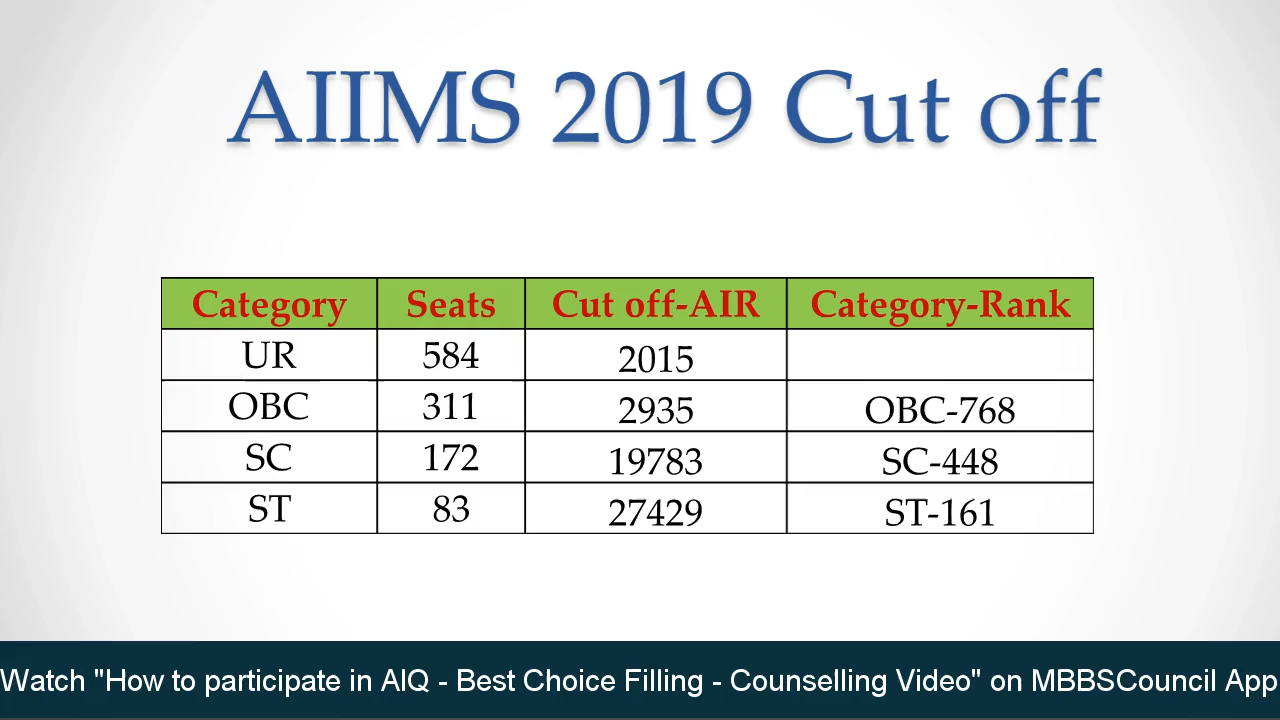 AIIMS 2019 Cut off
Category Seats Cut off-AIR Category-Rank
UR 584 2015
OBC 311 2935 OBC-768
SC 172 19783 SC-448
ST 83 27429 ST-161
Watch "How to participate in AIQ - Best Choice Filling - Counselling Video" on MBBSCouncil App